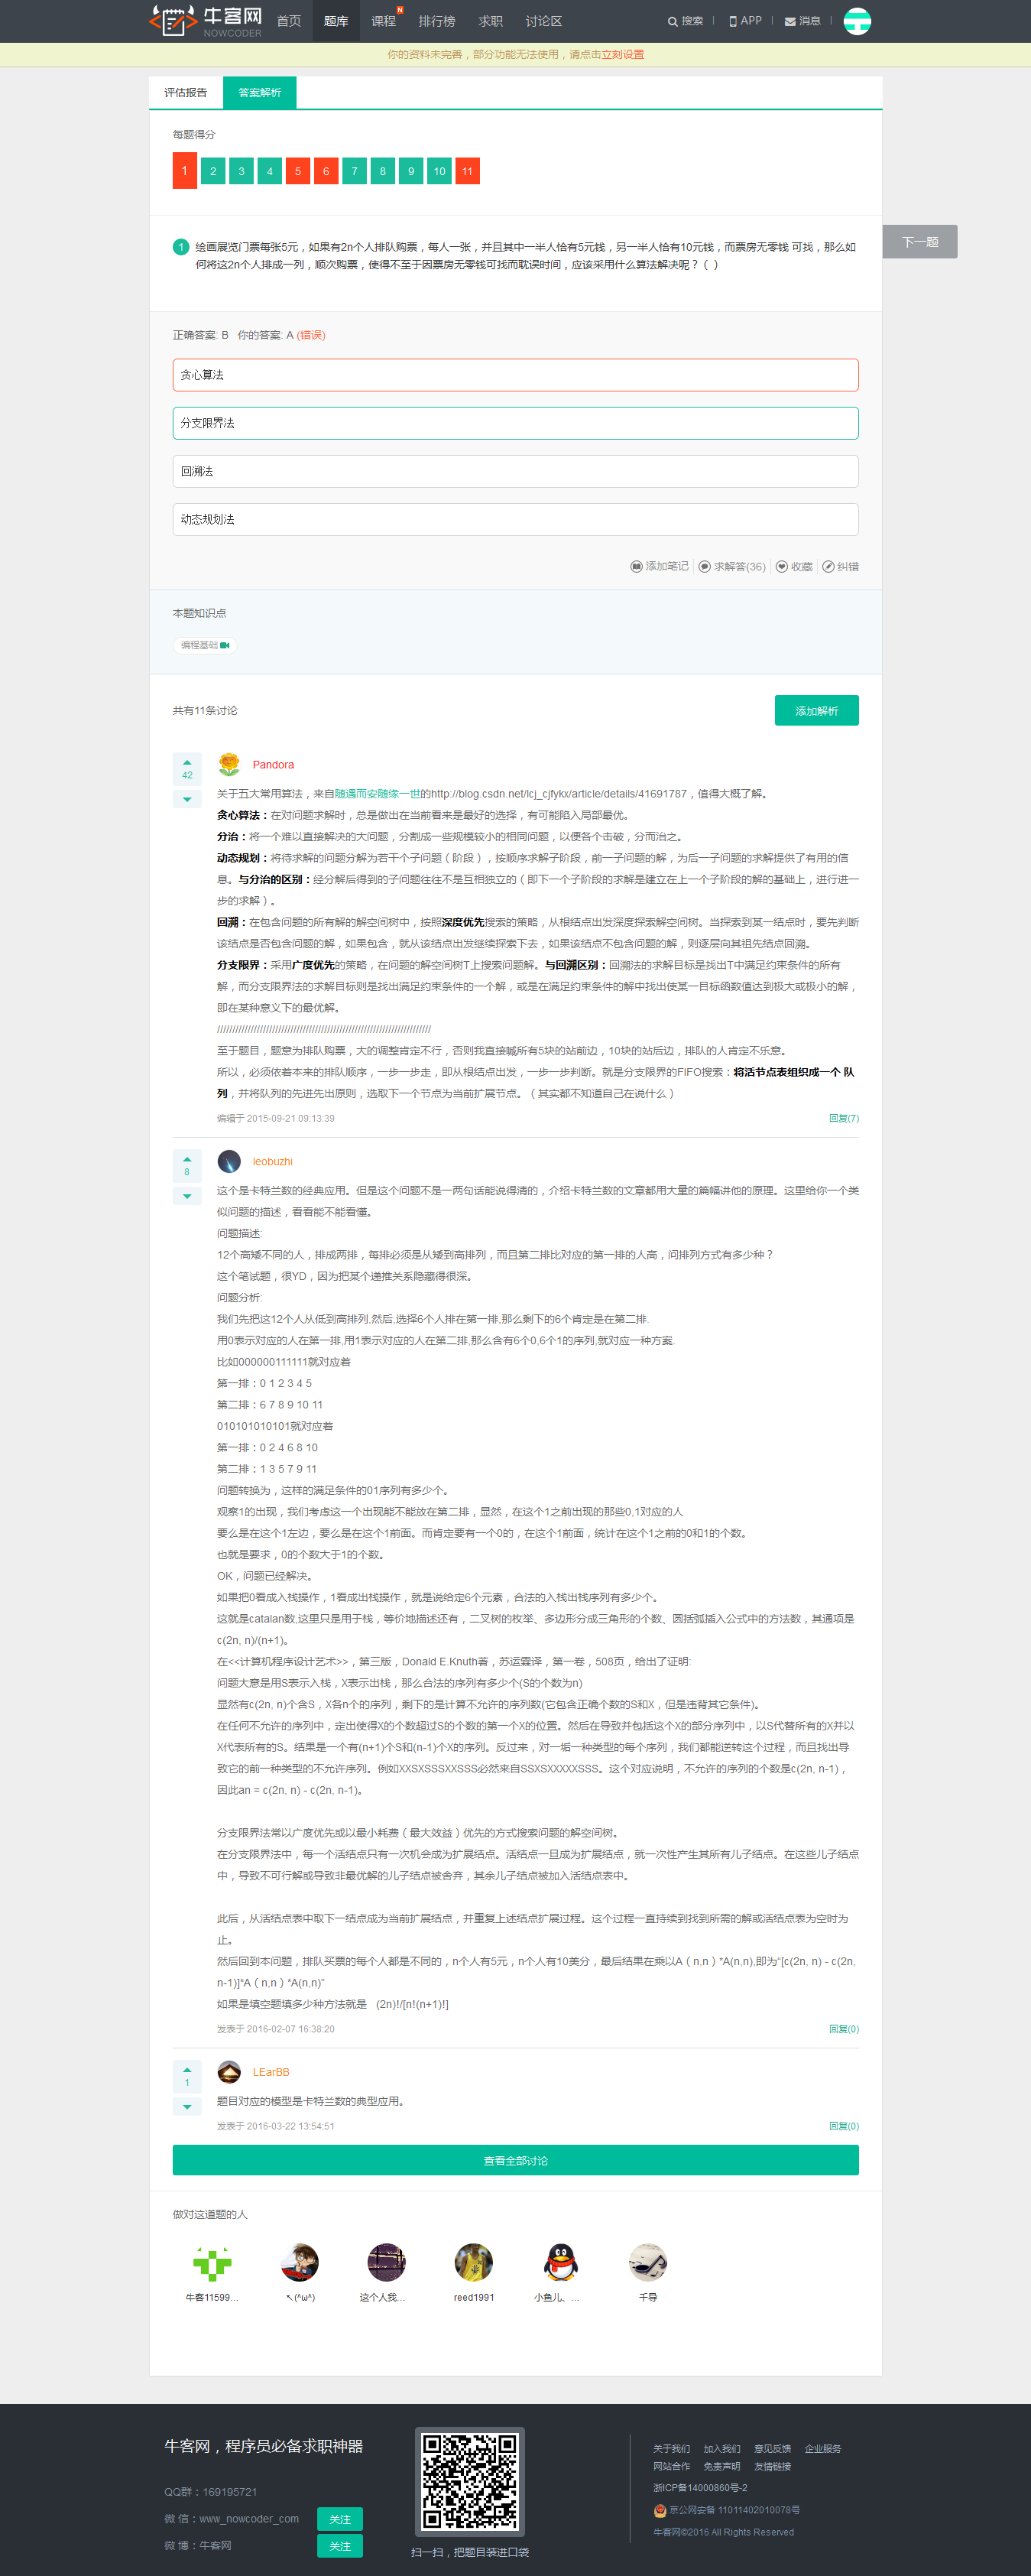 牛客网
NOWCODER
首页 题库 课程 N 排行榜 求职 讨论区 搜索 APP 消息
你的资料未完善，部分功能无法使用，请点击立刻设置
评估报告 答案解析
每题得分
1 2 3 4 5 6 7 8 9 10 11
下一题
1 绘画展览门票每张5元，如果有2n个人排队购票，每人一张，并且其中一半人恰有5元钱，另一半人恰有10元钱，而票房无零钱 可找，那么如
何将这2n个人排成一列，顺次购票，使得不至于因票房无零钱可找而耽误时间，应该采用什么算法解决呢？( )
正确答案: B 你的答案: A (错误)
贪心算法
分支限界法
回溯法
动态规划法
添加笔记 求解答(36) 收藏 纠错
本题知识点
编程基础
共有11条讨论 添加解析
42
Pandora
关于五大常用算法，来自随遇而安随缘一世的http://blog.csdn.net/lcj_cjfykx/article/details/41691787，值得大概了解。
贪心算法：在对问题求解时，总是做出在当前看来是最好的选择，有可能陷入局部最优。
分治：将一个难以直接解决的大问题，分割成一些规模较小的相同问题，以便各个击破，分而治之。
动态规划：将待求解的问题分解为若干个子问题（阶段），按顺序求解子阶段，前一子问题的解，为后一子问题的求解提供了有用的信
息。与分治的区别：经分解后得到的子问题往往不是互相独立的（即下一个子阶段的求解是建立在上一个子阶段的解的基础上，进行进一
步的求解）。
回溯：在包含问题的所有解的解空间树中，按照深度优先搜索的策略，从根结点出发深度探索解空间树。当探索到某一结点时，要先判断
该结点是否包含问题的解，如果包含，就从该结点出发继续探索下去，如果该结点不包含问题的解，则逐层向其祖先结点回溯。
分支限界：采用广度优先的策略，在问题的解空间树T上搜索问题解。与回溯区别：回溯法的求解目标是找出T中满足约束条件的所有
解，而分支限界法的求解目标则是找出满足约束条件的一个解，或是在满足约束条件的解中找出使某一目标函数值达到极大或极小的解，
即在某种意义下的最优解。
//////////////////////////////////////////////////////////////////////
至于题目，题意为排队购票，大的调整肯定不行，否则我直接喊所有5块的站前边，10块的站后边，排队的人肯定不乐意。
所以，必须依着本来的排队顺序，一步一步走，即从根结点出发，一步一步判断。就是分支限界的FIFO搜索：将活节点表组织成一个 队
列，并将队列的先进先出原则，选取下一个节点为当前扩展节点。（其实都不知道自己在说什么）
编辑于 2015-09-21 09:13:39 回复(7)
8
leobuzhi
这个是卡特兰数的经典应用。但是这个问题不是一两句话能说得清的，介绍卡特兰数的文章都用大量的篇幅讲他的原理。这里给你一个类
似问题的描述，看看能不能看懂。
问题描述:
12个高矮不同的人，排成两排，每排必须是从矮到高排列，而且第二排比对应的第一排的人高，问排列方式有多少种？
这个笔试题，很YD，因为把某个递推关系隐藏得很深。
问题分析:
我们先把这12个人从低到高排列,然后,选择6个人排在第一排,那么剩下的6个肯定是在第二排.
用0表示对应的人在第一排,用1表示对应的人在第二排,那么含有6个0,6个1的序列,就对应一种方案.
比如000000111111就对应着
第一排：0 1 2 3 4 5
第二排：6 7 8 9 10 11
010101010101就对应着
第一排：0 2 4 6 8 10
第二排：1 3 5 7 9 11
问题转换为，这样的满足条件的01序列有多少个。
观察1的出现，我们考虑这一个出现能不能放在第二排，显然，在这个1之前出现的那些0,1对应的人
要么是在这个1左边，要么是在这个1前面。而肯定要有一个0的，在这个1前面，统计在这个1之前的0和1的个数。
也就是要求，0的个数大于1的个数。
OK，问题已经解决。
如果把0看成入栈操作，1看成出栈操作，就是说给定6个元素，合法的入栈出栈序列有多少个。
这就是catalan数,这里只是用于栈，等价地描述还有，二叉树的枚举、多边形分成三角形的个数、圆括弧插入公式中的方法数，其通项是
c(2n, n)/(n+1)。
在<<计算机程序设计艺术>>，第三版，Donald E.Knuth著，苏运霖译，第一卷，508页，给出了证明:
问题大意是用S表示入栈，X表示出栈，那么合法的序列有多少个(S的个数为n)
显然有c(2n, n)个含S，X各n个的序列，剩下的是计算不允许的序列数(它包含正确个数的S和X，但是违背其它条件)。
在任何不允许的序列中，定出使得X的个数超过S的个数的第一个X的位置。然后在导致并包括这个X的部分序列中，以S代替所有的X并以
X代表所有的S。结果是一个有(n+1)个S和(n-1)个X的序列。反过来，对一垢一种类型的每个序列，我们都能逆转这个过程，而且找出导
致它的前一种类型的不允许序列。例如XXSXSSSXXSSS必然来自SSXSXXXXXSSS。这个对应说明，不允许的序列的个数是c(2n, n-1)，
因此an = c(2n, n) - c(2n, n-1)。
分支限界法常以广度优先或以最小耗费（最大效益）优先的方式搜索问题的解空间树。
在分支限界法中，每一个活结点只有一次机会成为扩展结点。活结点一旦成为扩展结点，就一次性产生其所有儿子结点。在这些儿子结点
中，导致不可行解或导致非最优解的儿子结点被舍弃，其余儿子结点被加入活结点表中。
此后，从活结点表中取下一结点成为当前扩展结点，并重复上述结点扩展过程。这个过程一直持续到找到所需的解或活结点表为空时为
止。
然后回到本问题，排队买票的每个人都是不同的，n个人有5元，n个人有10美分，最后结果在乘以A（n,n）*A(n,n),即为“[c(2n, n) - c(2n,
n-1)]*A（n,n）*A(n,n)”
如果是填空题填多少种方法就是 (2n)!/[n!(n+1)!]
发表于 2016-02-07 16:38:20 回复(0)
1
LEarBB
题目对应的模型是卡特兰数的典型应用。
发表于 2016-03-22 13:54:51 回复(0)
查看全部讨论
做对这道题的人
牛客11599... ↖(^ω^) 这个人我... reed1991 小鱼儿、... 千导
牛客网，程序员必备求职神器
QQ群：169195721
微 信：www_nowcoder_com 关注
微 博：牛客网 关注
扫一扫，把题目装进口袋
关于我们 加入我们 意见反馈 企业服务
网站合作 免责声明 友情链接
浙ICP备14000860号-2
京公网安备 11011402010078号
牛客网©2016 All Rights Reserved